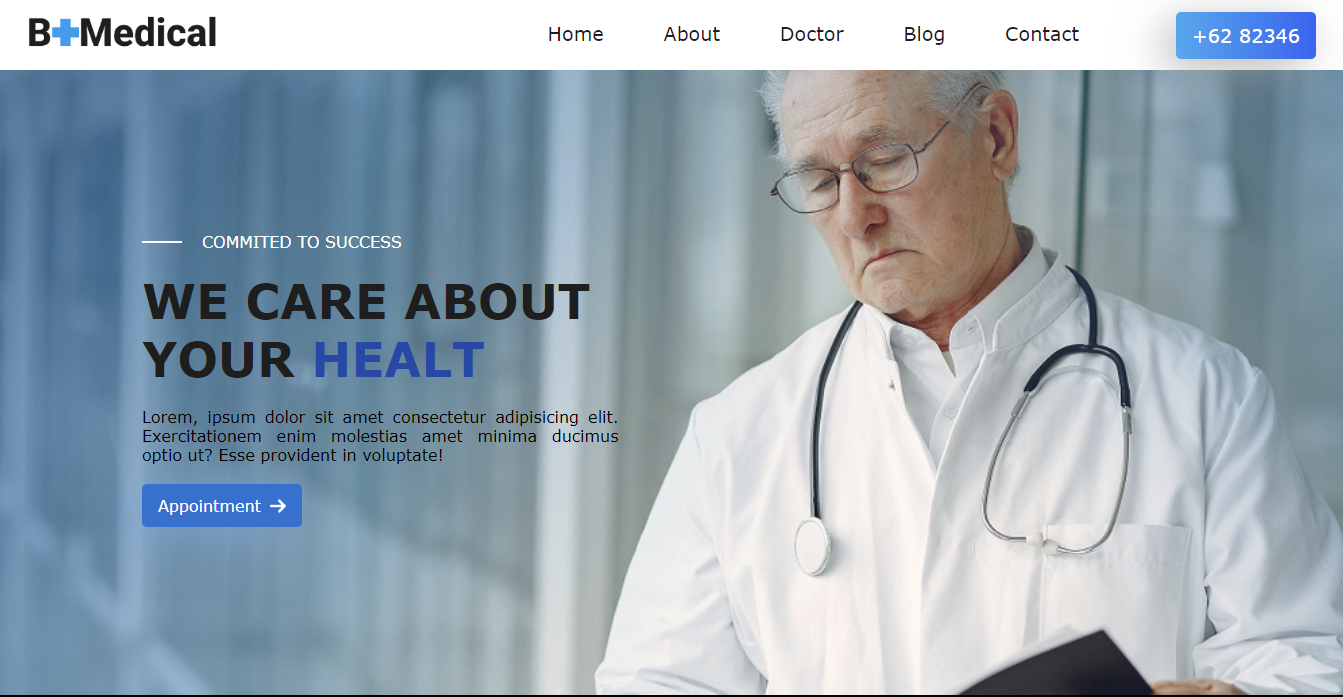 B+Medical
Home
About
Doctor
Blog
Contact
+62 82346
COMMITED TO SUCCESS
WE CARE ABOUT
YOUR HEALT
Lorem, ipsum dolor sit amet consectetur adipisicing elit.
Exercitationem enim molestias amet minima ducimus
optio ut? Esse provident in voluptate!
Appointment →